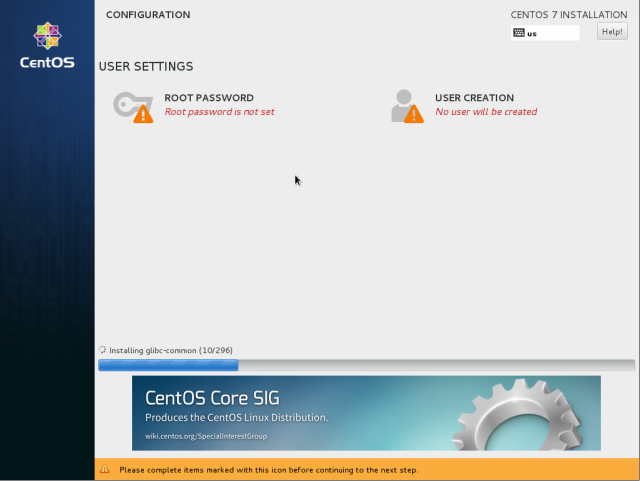 CONFIGURATION
CENTOS 7 INSTALLATION
us
Help!
CentOS
USER SETTINGS
ROOT PASSWORD
Root password is not set
USER CREATION
No user will be created
Installing glibc-common (10/296)
CentOS Core SIG
Produces the CentOS Linux Distribution.
wiki.centos.org/SpecialInterestGroup
Please complete items marked with this icon before continuing to the next step.